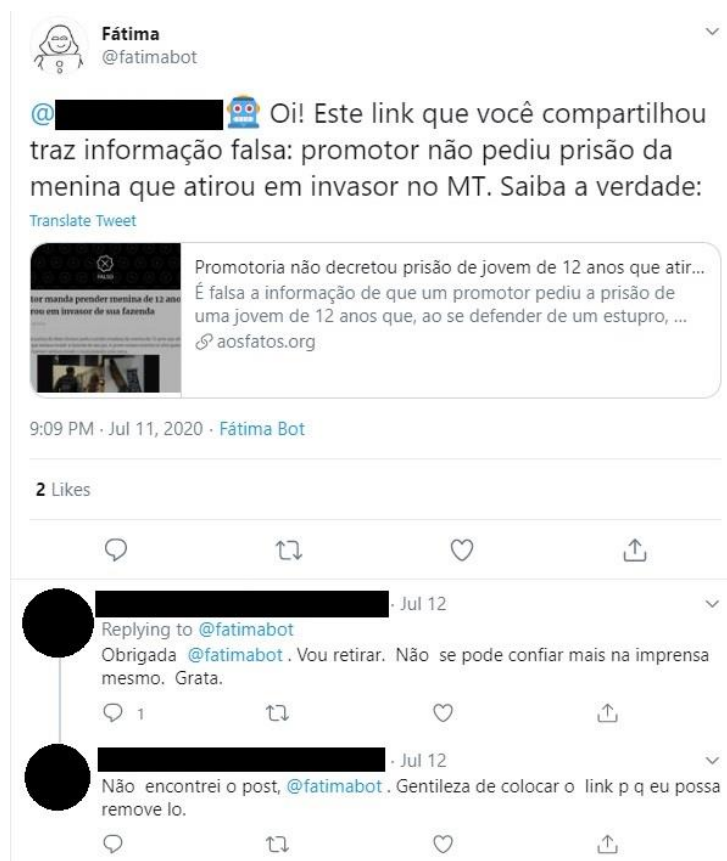 Fátima
@fatimabot
@ Oi! Este link que você compartilhou
traz informação falsa: promotor não pediu prisão da
menina que atirou em invasor no MT. Saiba a verdade:
Translate Tweet
FALSO
tor manda prender menina de 12 ano
rou em invasor de sua fazenda
Promotoria não decretou prisão de jovem de 12 anos que atir...
É falsa a informação de que um promotor pediu a prisão de
uma jovem de 12 anos que, ao se defender de um estupro, ...
aosfatos.org
9:09 PM · Jul 11, 2020 · Fátima Bot
2 Likes
· Jul 12
Replying to @fatimabot
Obrigada @fatimabot . Vou retirar. Não se pode confiar mais na imprensa
mesmo. Grata.
1
· Jul 12
Não encontrei o post, @fatimabot . Gentileza de colocar o link p q eu possa
remove lo.